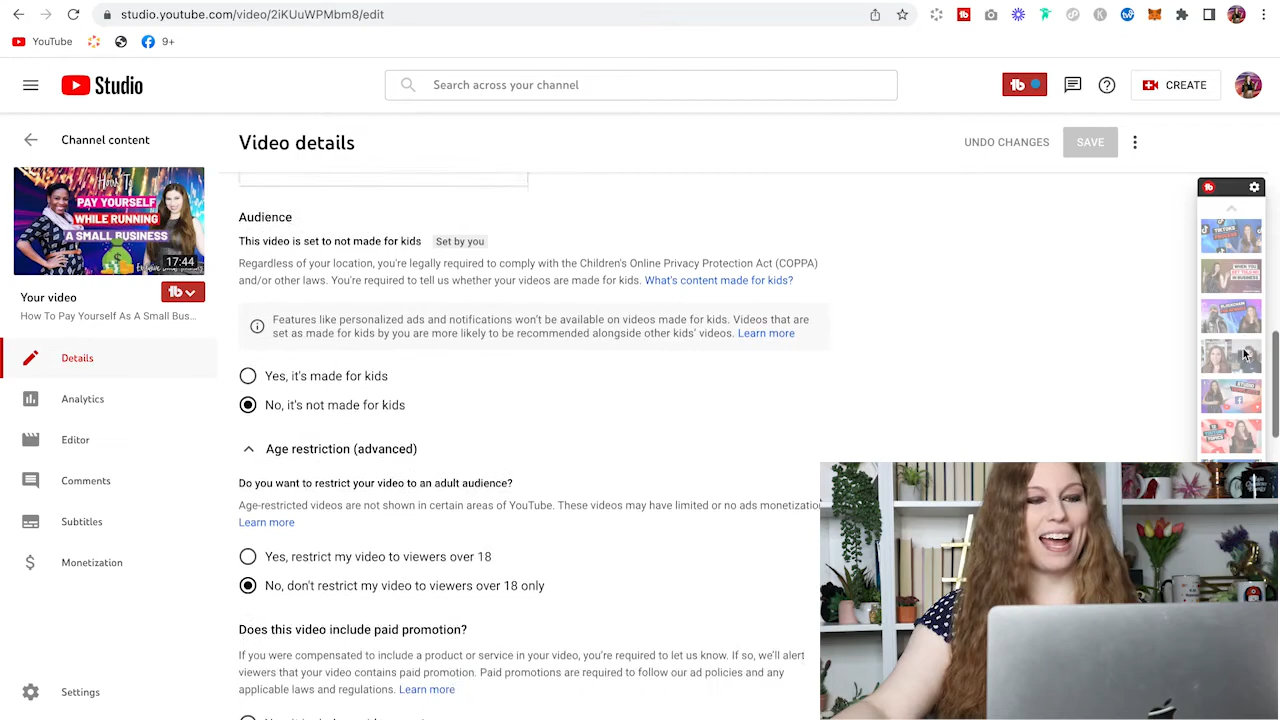 studio.youtube.com/video/2iKUuWPMbm8/edit
YouTube
9+
Studio
Search across your channel
CREATE
Channel content
Video details
UNDO CHANGES
SAVE
How To
PAY YOURSELF
WHILE RUNNING
A SMALL BUSINESS
17:44
Your video
How To Pay Yourself As A Small Bus...
Details
Analytics
Editor
Comments
Subtitles
Monetization
Settings
Audience
This video is set to not made for kids Set by you
Regardless of your location, you're legally required to comply with the Children's Online Privacy Protection Act (COPPA)
and/or other laws. You're required to tell us whether your videos are made for kids. What's content made for kids?
Features like personalized ads and notifications won't be available on videos made for kids. Videos that
are set as made for kids by you are more likely to be recommended alongside other kids' videos. Learn more
Yes, it's made for kids
No, it's not made for kids
Age restriction (advanced)
Do you want to restrict your video to an adult audience?
Age-restricted videos are not shown in certain areas of YouTube. These videos may have limited or no ads monetization
Learn more
Yes, restrict my video to viewers over 18
No, don't restrict my video to viewers over 18 only
Does this video include paid promotion?
If you were compensated to include a product or service in your video, you're required to let us know. If so, we'll alert
viewers that your video contains paid promotion. Paid promotions are required to follow our ad policies and any
applicable laws and regulations. Learn more